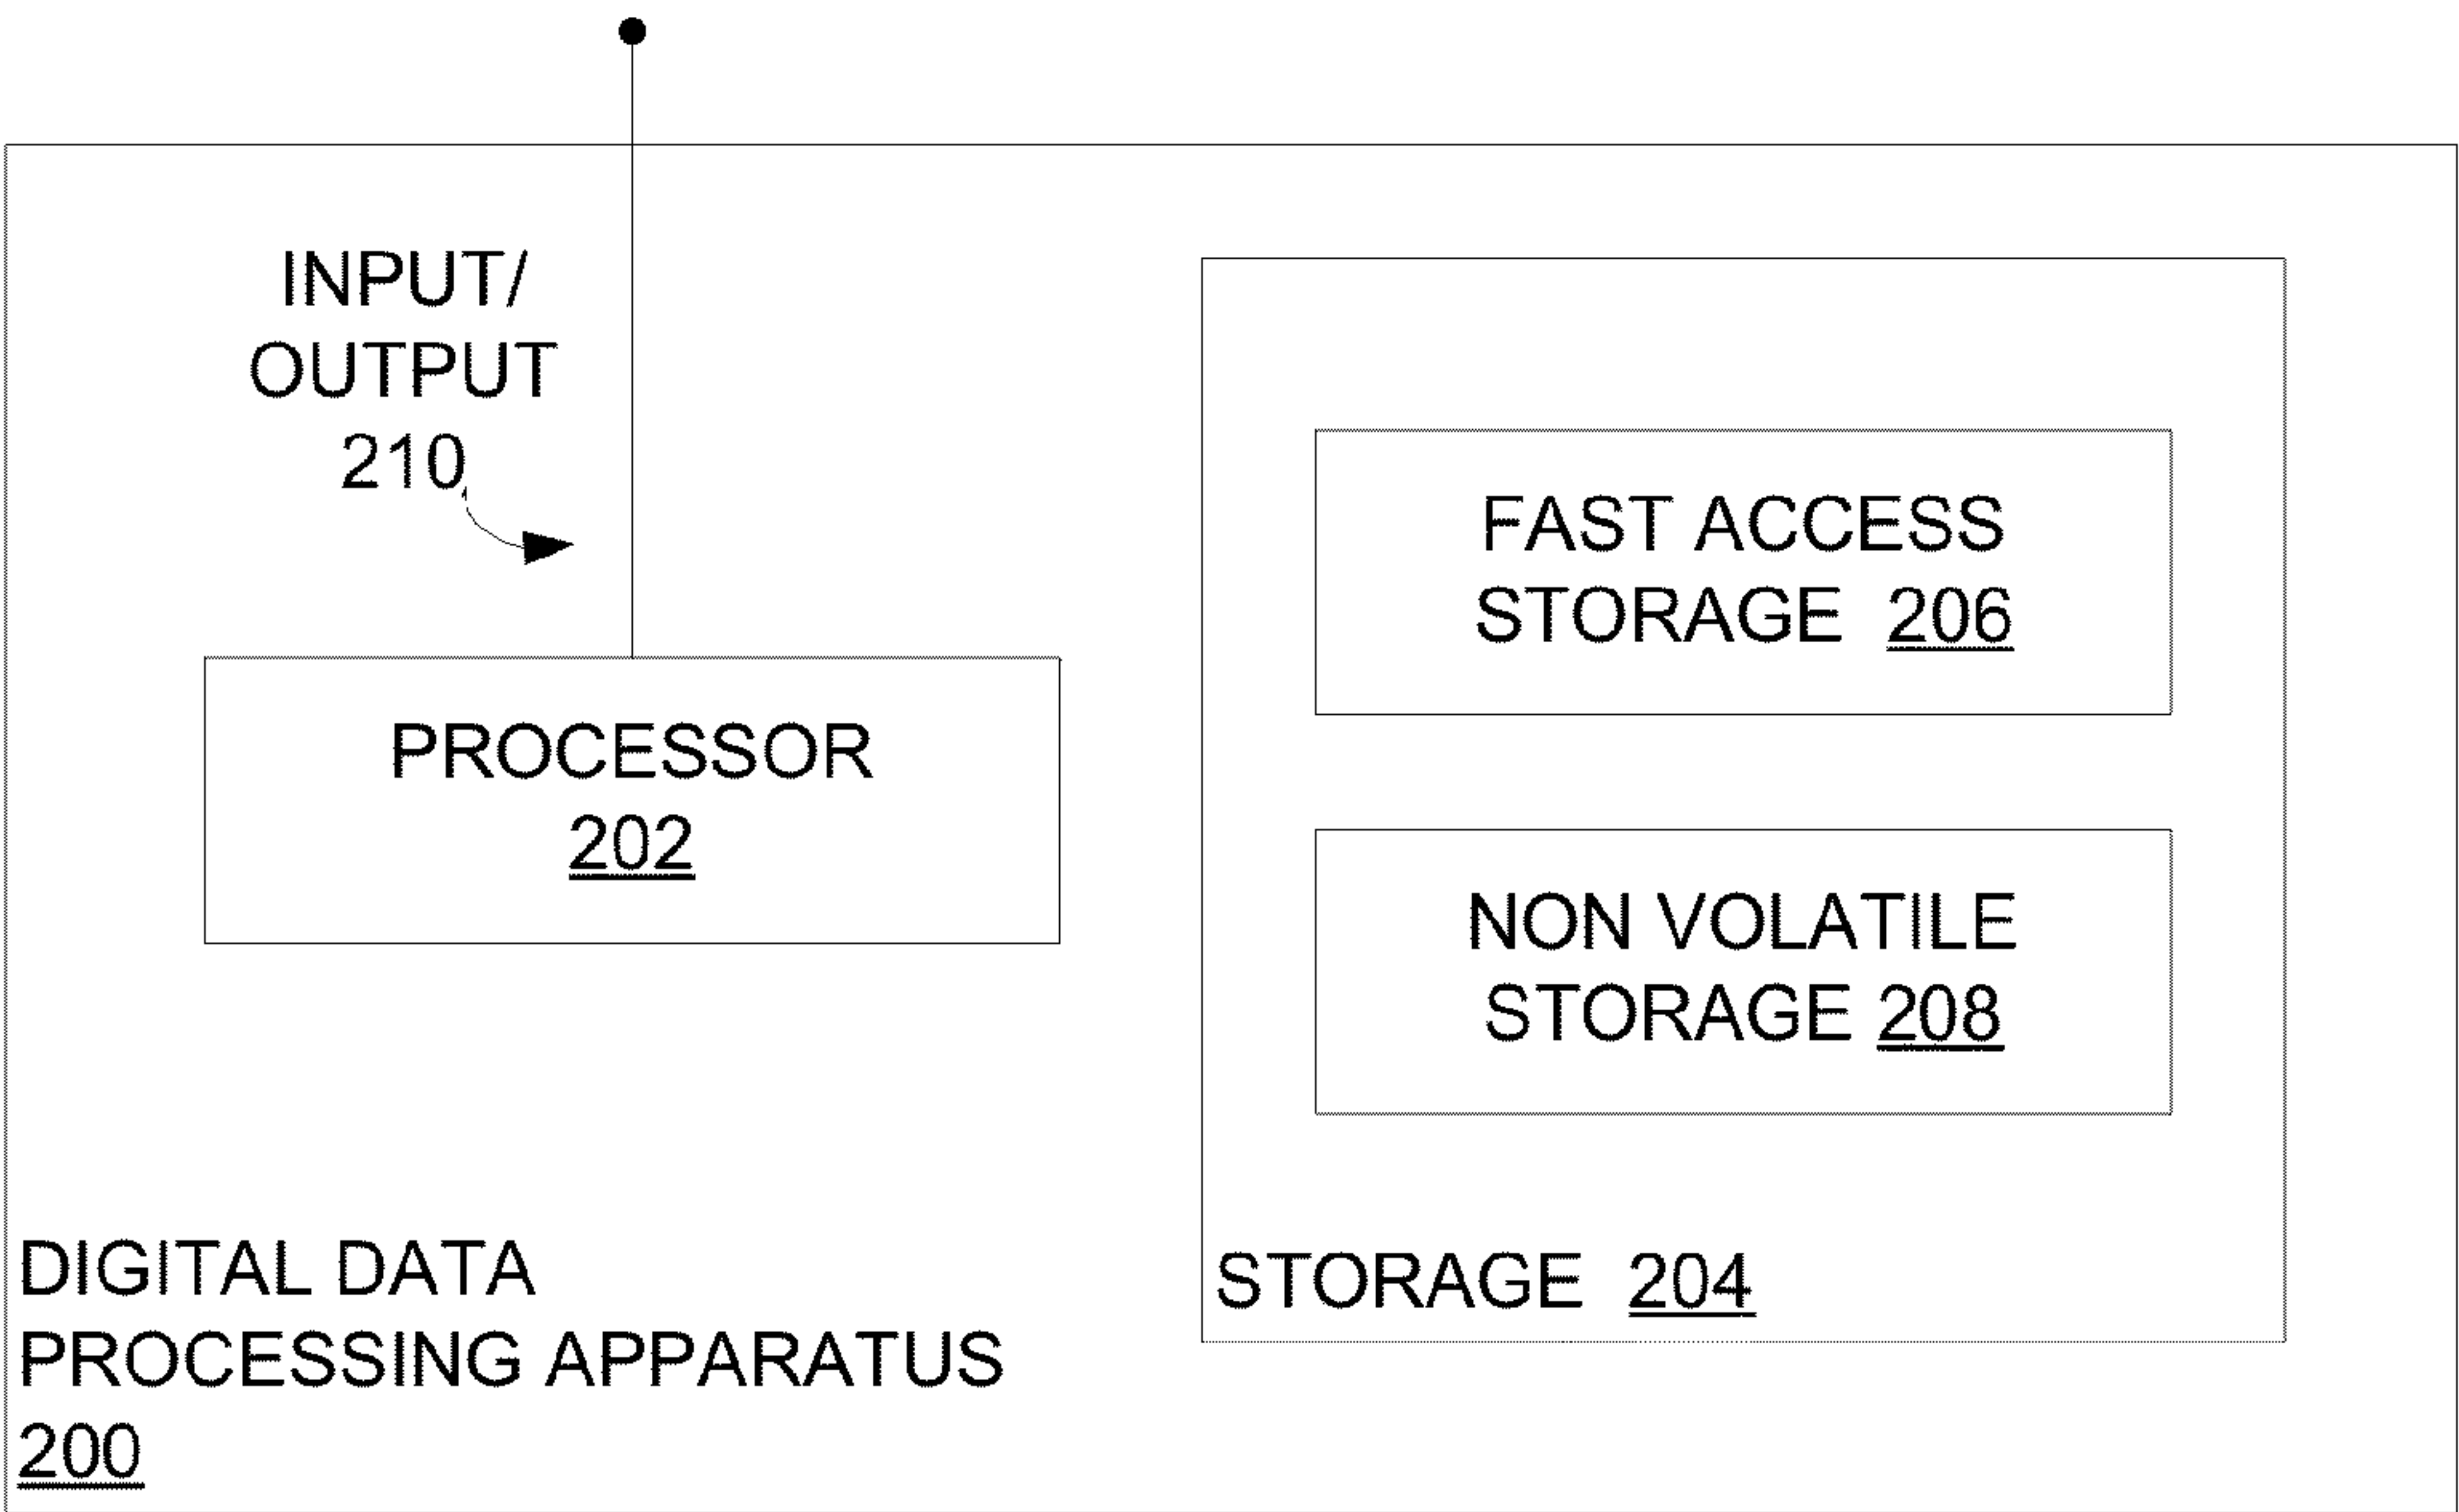 INPUT/
OUTPUT
210
PROCESSOR
202
FAST ACCESS
STORAGE 206
NON VOLATILE
STORAGE 208
STORAGE 204
DIGITAL DATA
PROCESSING APPARATUS
200